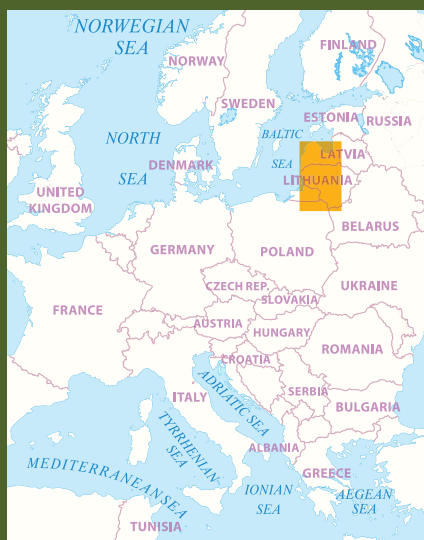 NORWEGIAN
SEA
FINLAND
NORWAY
SWEDEN
ESTONIA
RUSSIA
NORTH
SEA
BALTIC
SEA
LATVIA
DENMARK
LITHUANIA
UNITED
KINGDOM
BELARUS
GERMANY
POLAND
CZECH REP.
UKRAINE
SLOVAKIA
FRANCE
AUSTRIA
HUNGARY
ROMANIA
CROATIA
ITALY
ADRIATIC SEA
SERBIA
BULGARIA
TYRRHENIAN
SEA
ALBANIA
MEDITERRANEAN SEA
GREECE
IONIAN
SEA
AEGEAN
SEA
TUNISIA